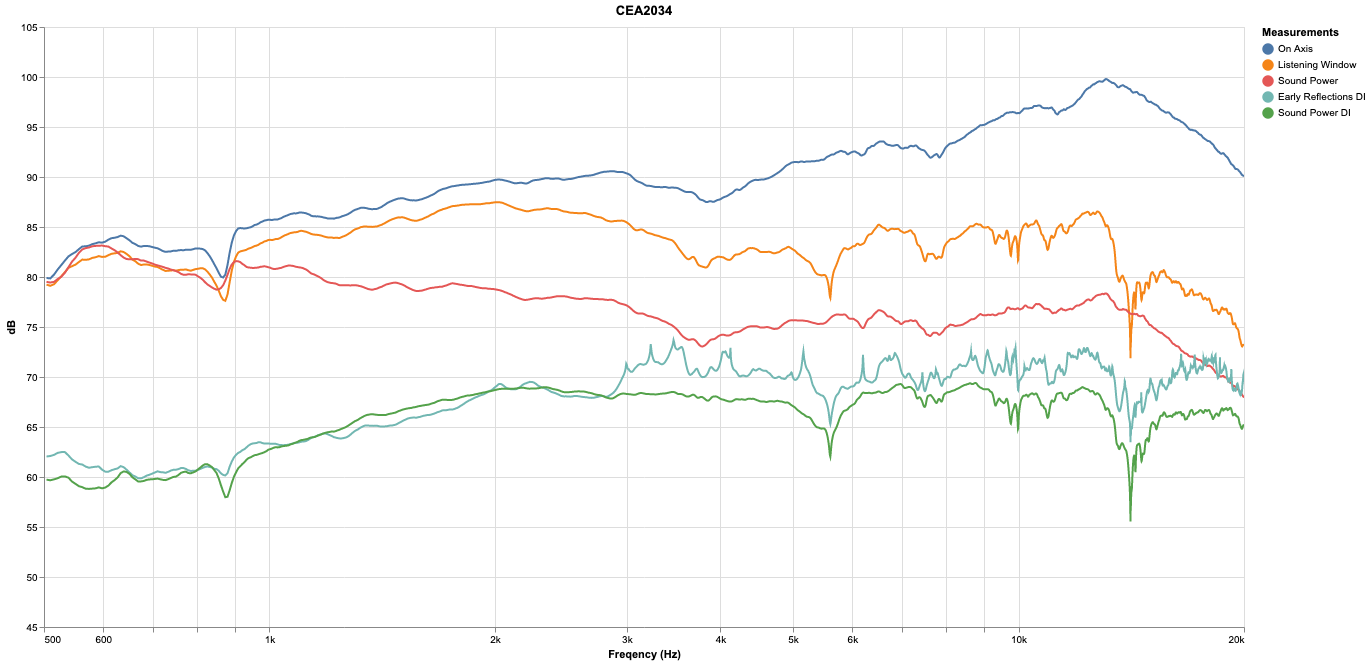 CEA2034
105
100
95
90
85
80
75
70
65
60
55
50
45
dB
500 600 1k 2k 3k 4k 5k 6k 10k 20k
Freqency (Hz)
Measurements
On Axis
Listening Window
Sound Power
Early Reflections DI
Sound Power DI